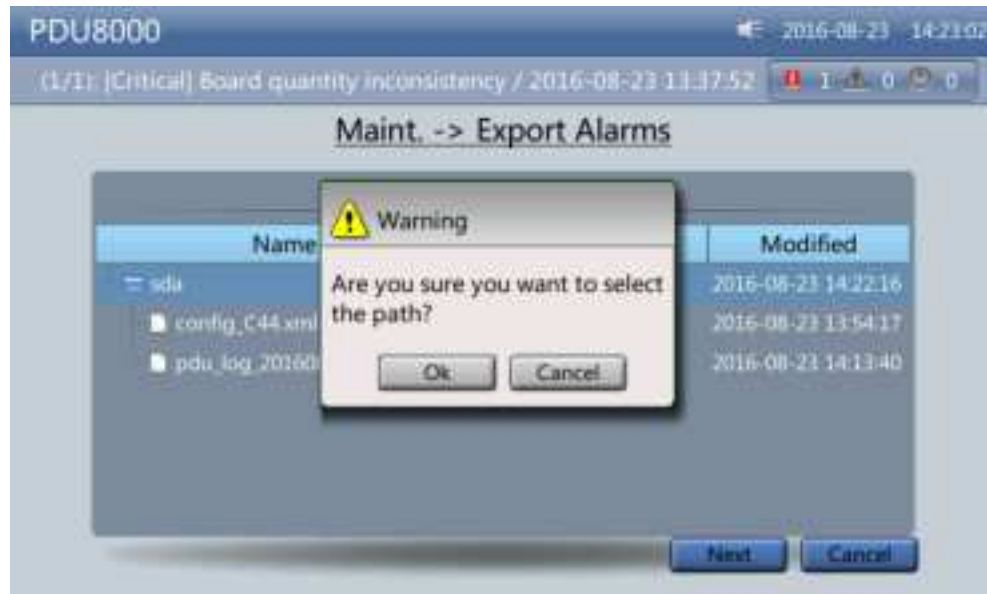 PDU8000 2016-08-23 14:23:02
(1/1): [Critical] Board quantity inconsistency / 2016-08-23 13:37:52 1 0 0
Maint. -> Export Alarms
Name Modified
Warning
sda 2016-08-23 14:22:16
Are you sure you want to select
the path?
config_C44.xml 2016-08-23 13:54:17
pdu_log_20160 2016-08-23 14:13:40
Ok Cancel
Next Cancel